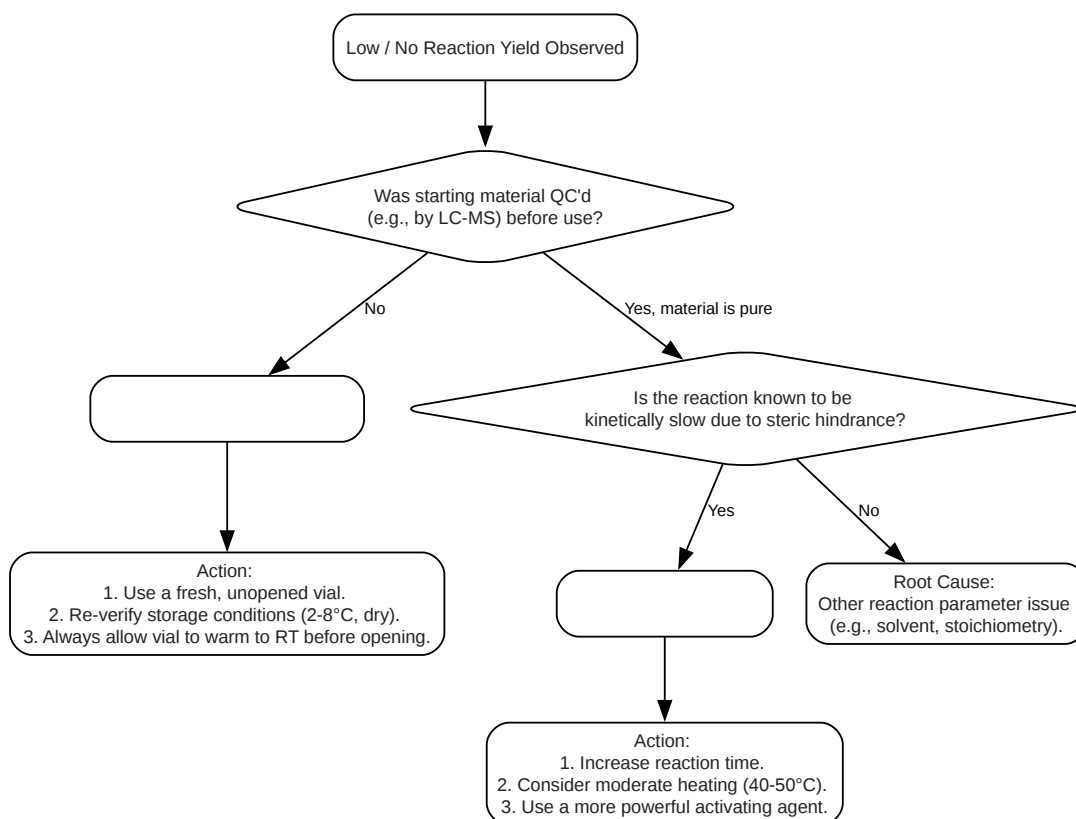 Low / No Reaction Yield Observed
Was starting material QC'd
(e.g., by LC-MS) before use?
No
Yes, material is pure
Is the reaction known to be
kinetically slow due to steric hindrance?
Yes
No
Action:
1. Use a fresh, unopened vial.
2. Re-verify storage conditions (2-8°C, dry).
3. Always allow vial to warm to RT before opening.
Root Cause:
Other reaction parameter issue
(e.g., solvent, stoichiometry).
Action:
1. Increase reaction time.
2. Consider moderate heating (40-50°C).
3. Use a more powerful activating agent.